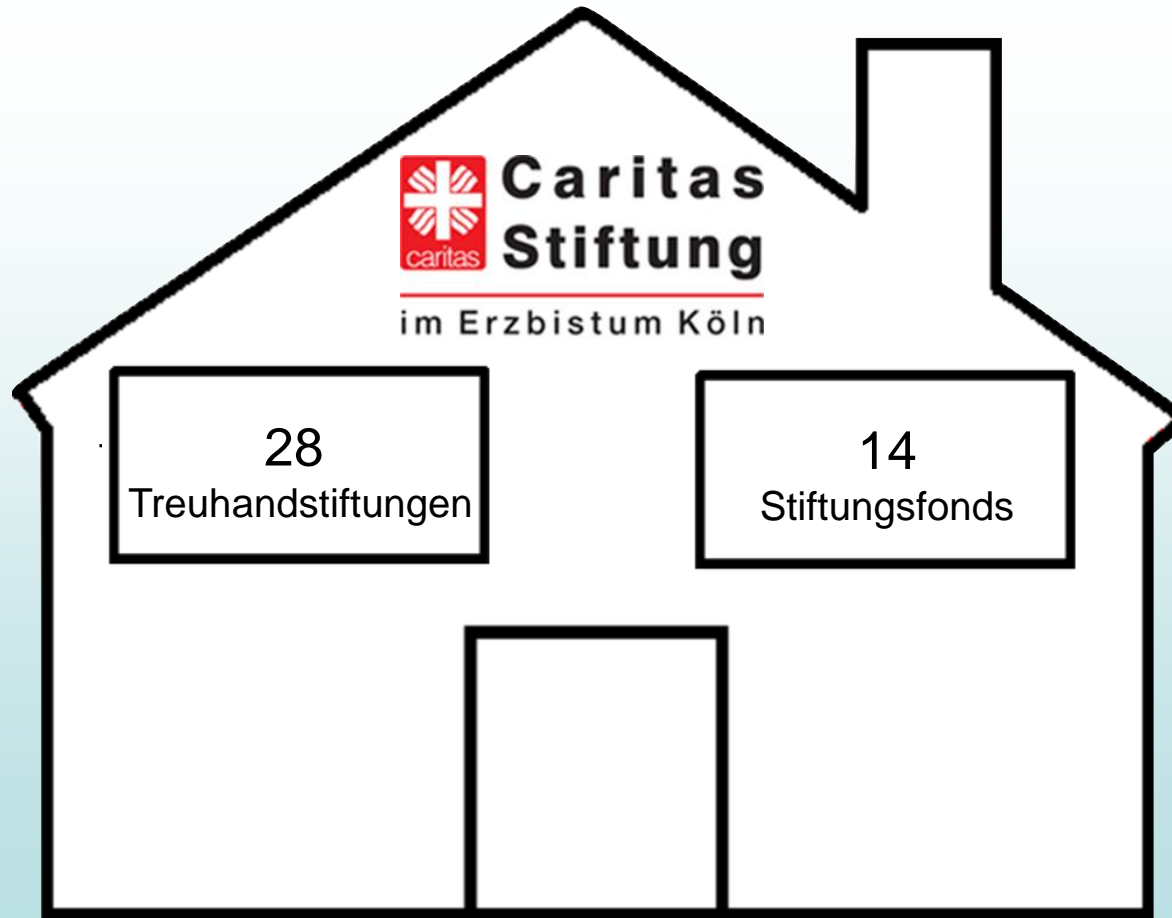 Caritas
Stiftung
caritas
im Erzbistum Köln
28
Treuhandstiftungen
14
Stiftungsfonds